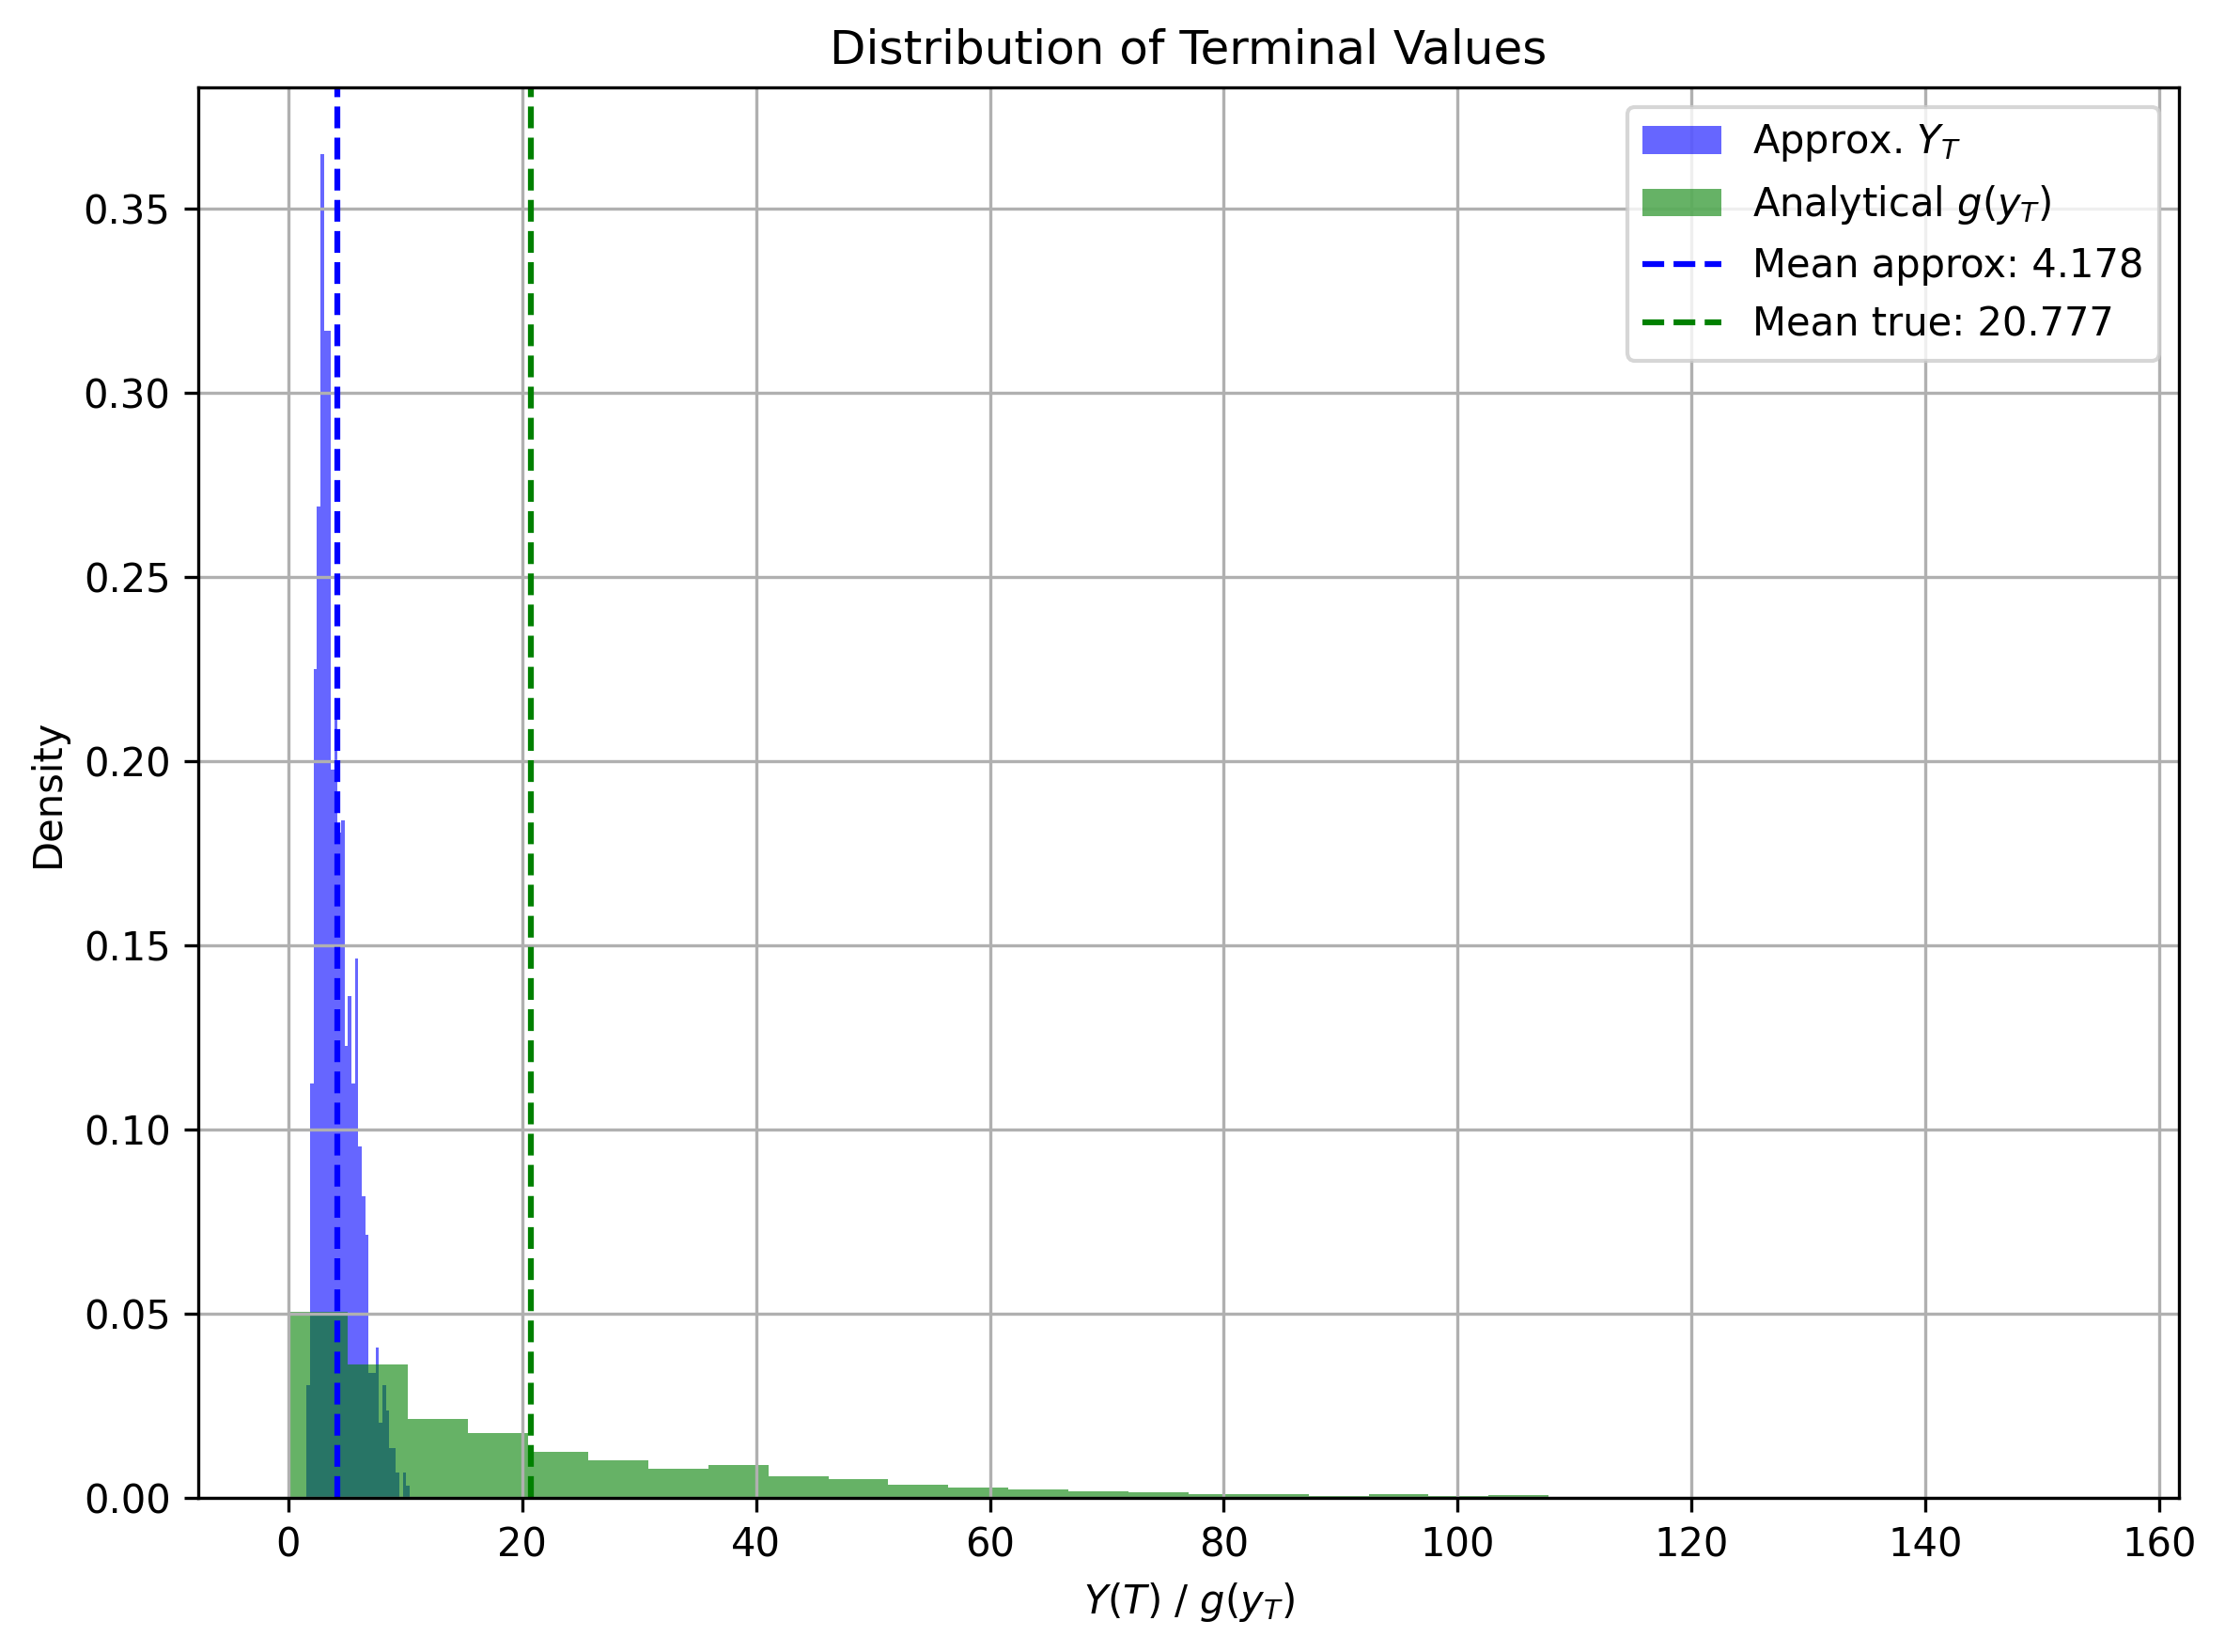 Distribution of Terminal Values
Approx. Y_T
Analytical g(y_T)
Mean approx: 4.178
Mean true: 20.777
Density
0.35
0.30
0.25
0.20
0.15
0.10
0.05
0.00
0 20 40 60 80 100 120 140 160
Y(T) / g(y_T)